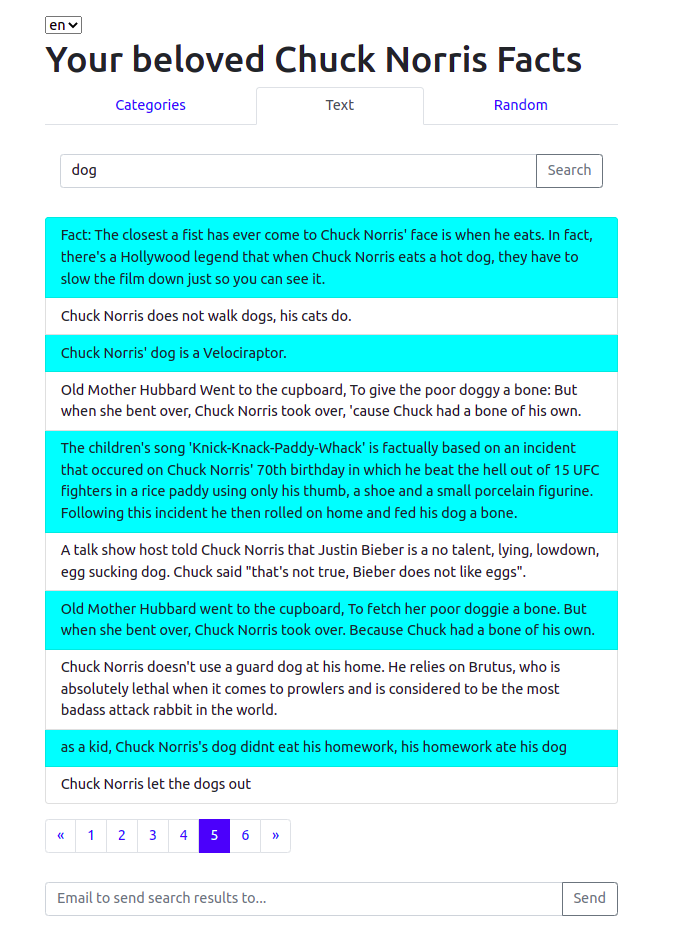 en
Your beloved Chuck Norris Facts
Categories
Text
Random
dog
Search
Fact: The closest a fist has ever come to Chuck Norris' face is when he eats. In fact,
there's a Hollywood legend that when Chuck Norris eats a hot dog, they have to
slow the film down just so you can see it.
Chuck Norris does not walk dogs, his cats do.
Chuck Norris' dog is a Velociraptor.
Old Mother Hubbard Went to the cupboard, To give the poor doggy a bone: But
when she bent over, Chuck Norris took over, 'cause Chuck had a bone of his own.
The children's song 'Knick-Knack-Paddy-Whack' is factually based on an incident
that occured on Chuck Norris' 70th birthday in which he beat the hell out of 15 UFC
fighters in a rice paddy using only his thumb, a shoe and a small porcelain figurine.
Following this incident he then rolled on home and fed his dog a bone.
A talk show host told Chuck Norris that Justin Bieber is a no talent, lying, lowdown,
egg sucking dog. Chuck said "that's not true, Bieber does not like eggs".
Old Mother Hubbard went to the cupboard, To fetch her poor doggie a bone. But
when she bent over, Chuck Norris took over. Because Chuck had a bone of his own.
Chuck Norris doesn't use a guard dog at his home. He relies on Brutus, who is
absolutely lethal when it comes to prowlers and is considered to be the most
badass attack rabbit in the world.
as a kid, Chuck Norris's dog didnt eat his homework, his homework ate his dog
Chuck Norris let the dogs out
« 1 2 3 4 5 6 »
Email to send search results to...
Send